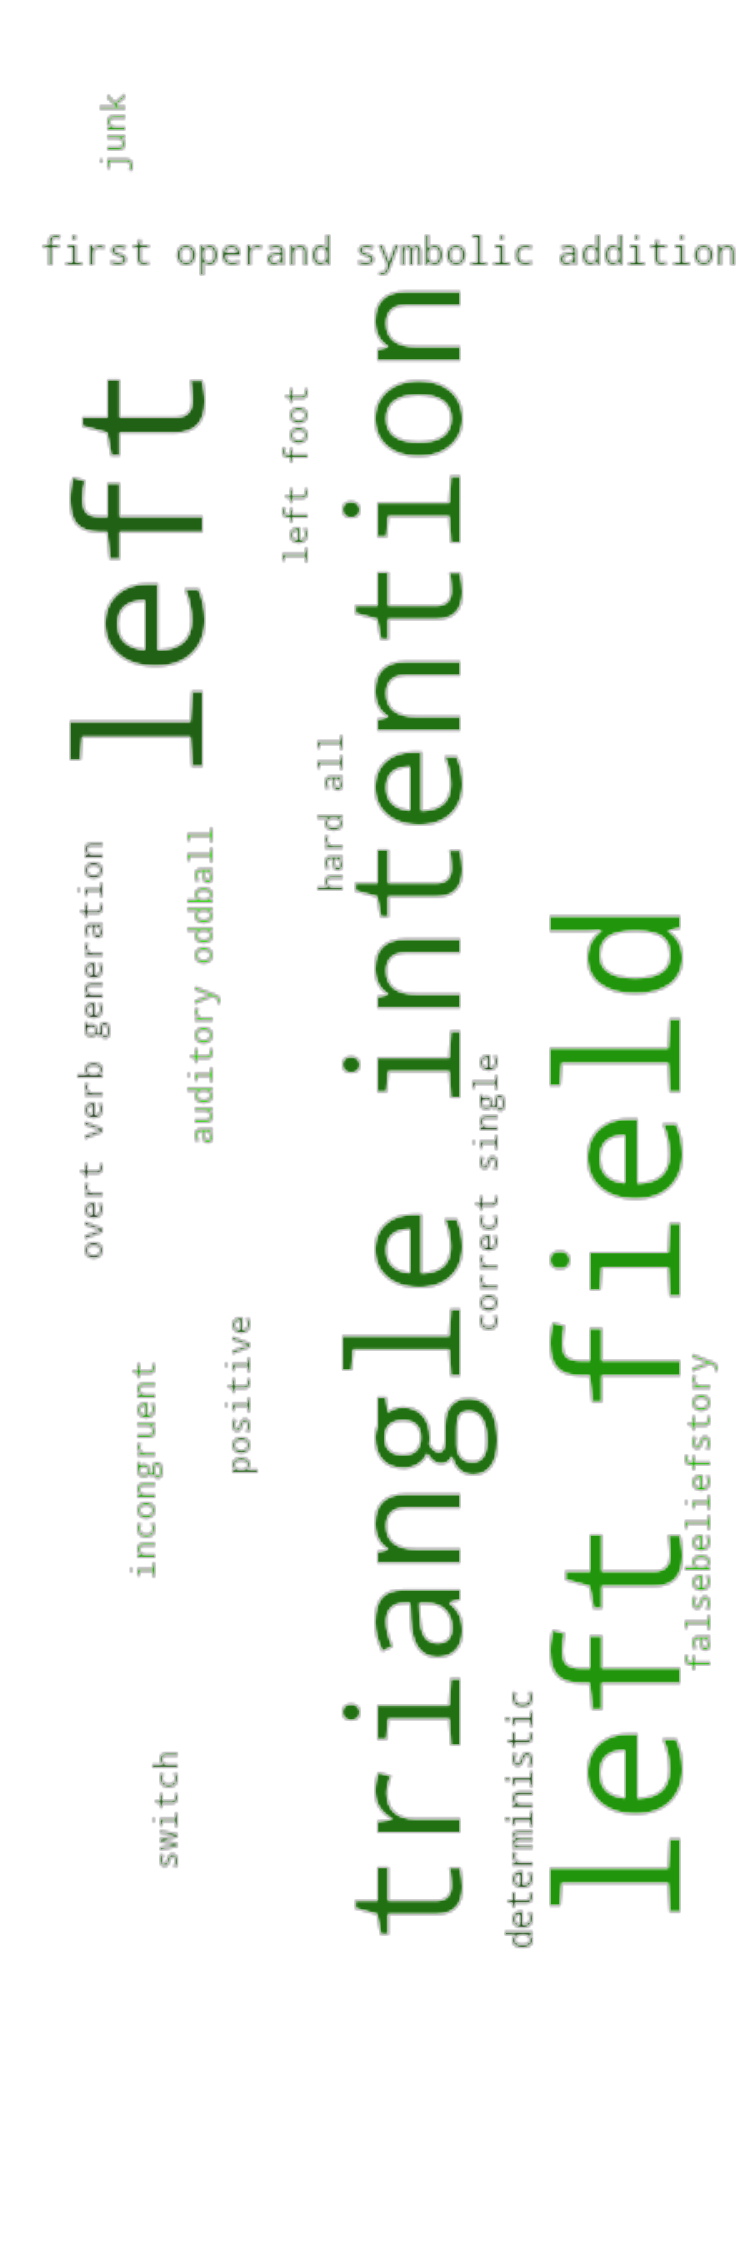 junk
first operand symbolic addition
left
left foot
triangle intention
hard all
overt verb generation
auditory oddball
left field
correct single
positive
incongruent
falsebeliefstory
deterministic
switch